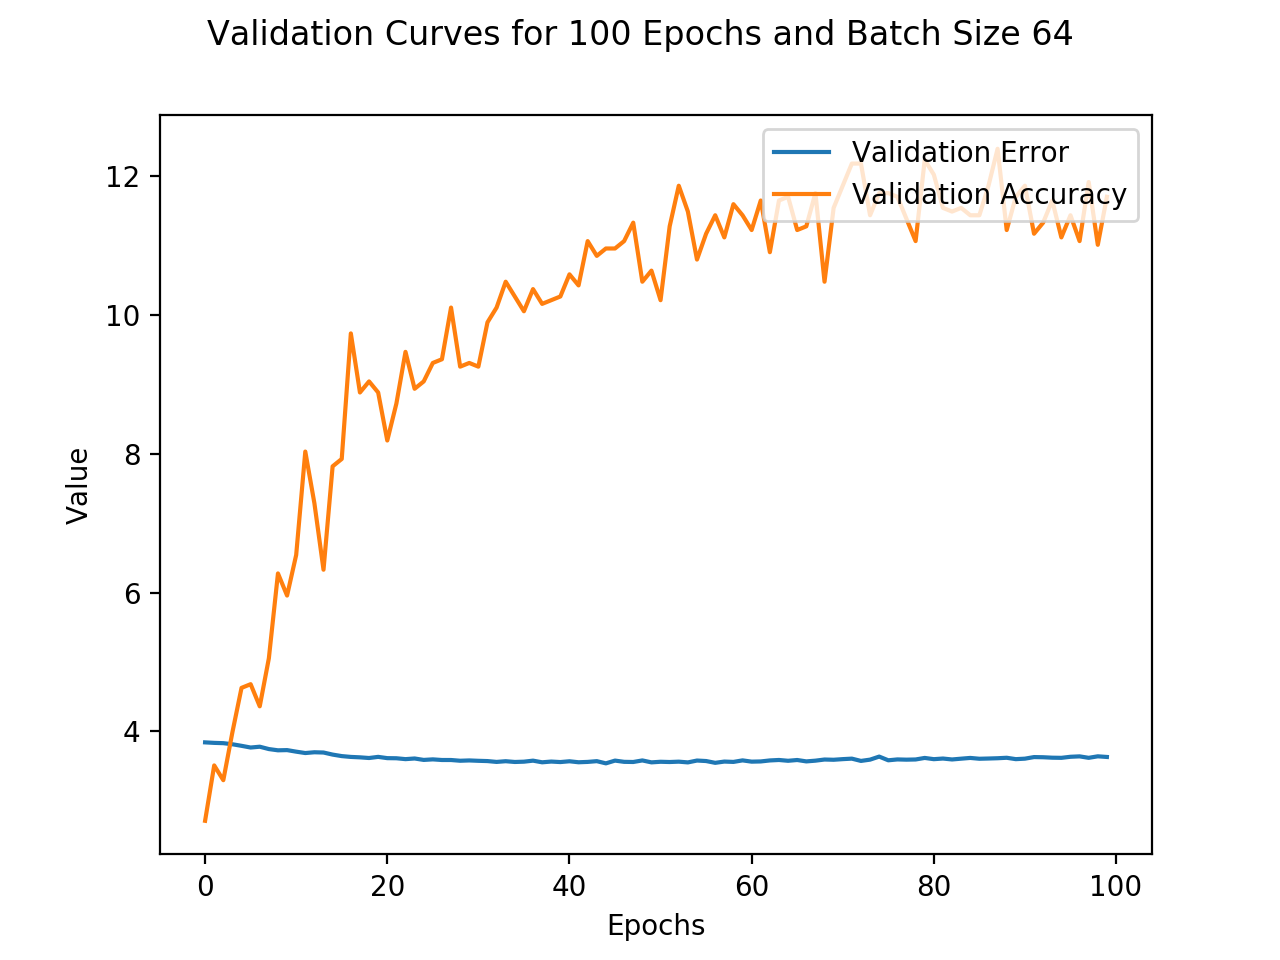 Validation Curves for 100 Epochs and Batch Size 64
Validation Error
Validation Accuracy
12
10
8
6
4
Value
0 20 40 60 80 100
Epochs